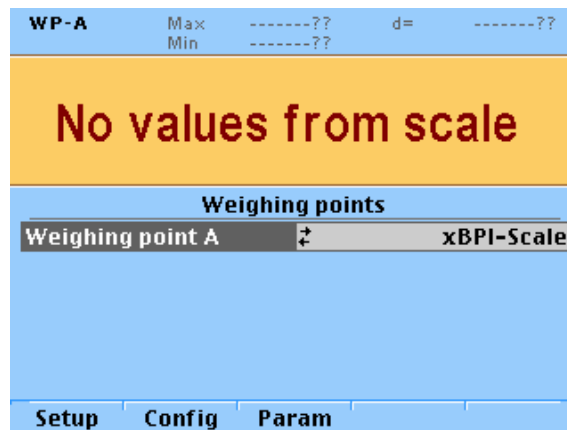 WP-A Max -------?? d= -------??
Min -------??
No values from scale
Weighing points
Weighing point A xBPI-Scale
Setup Config Param